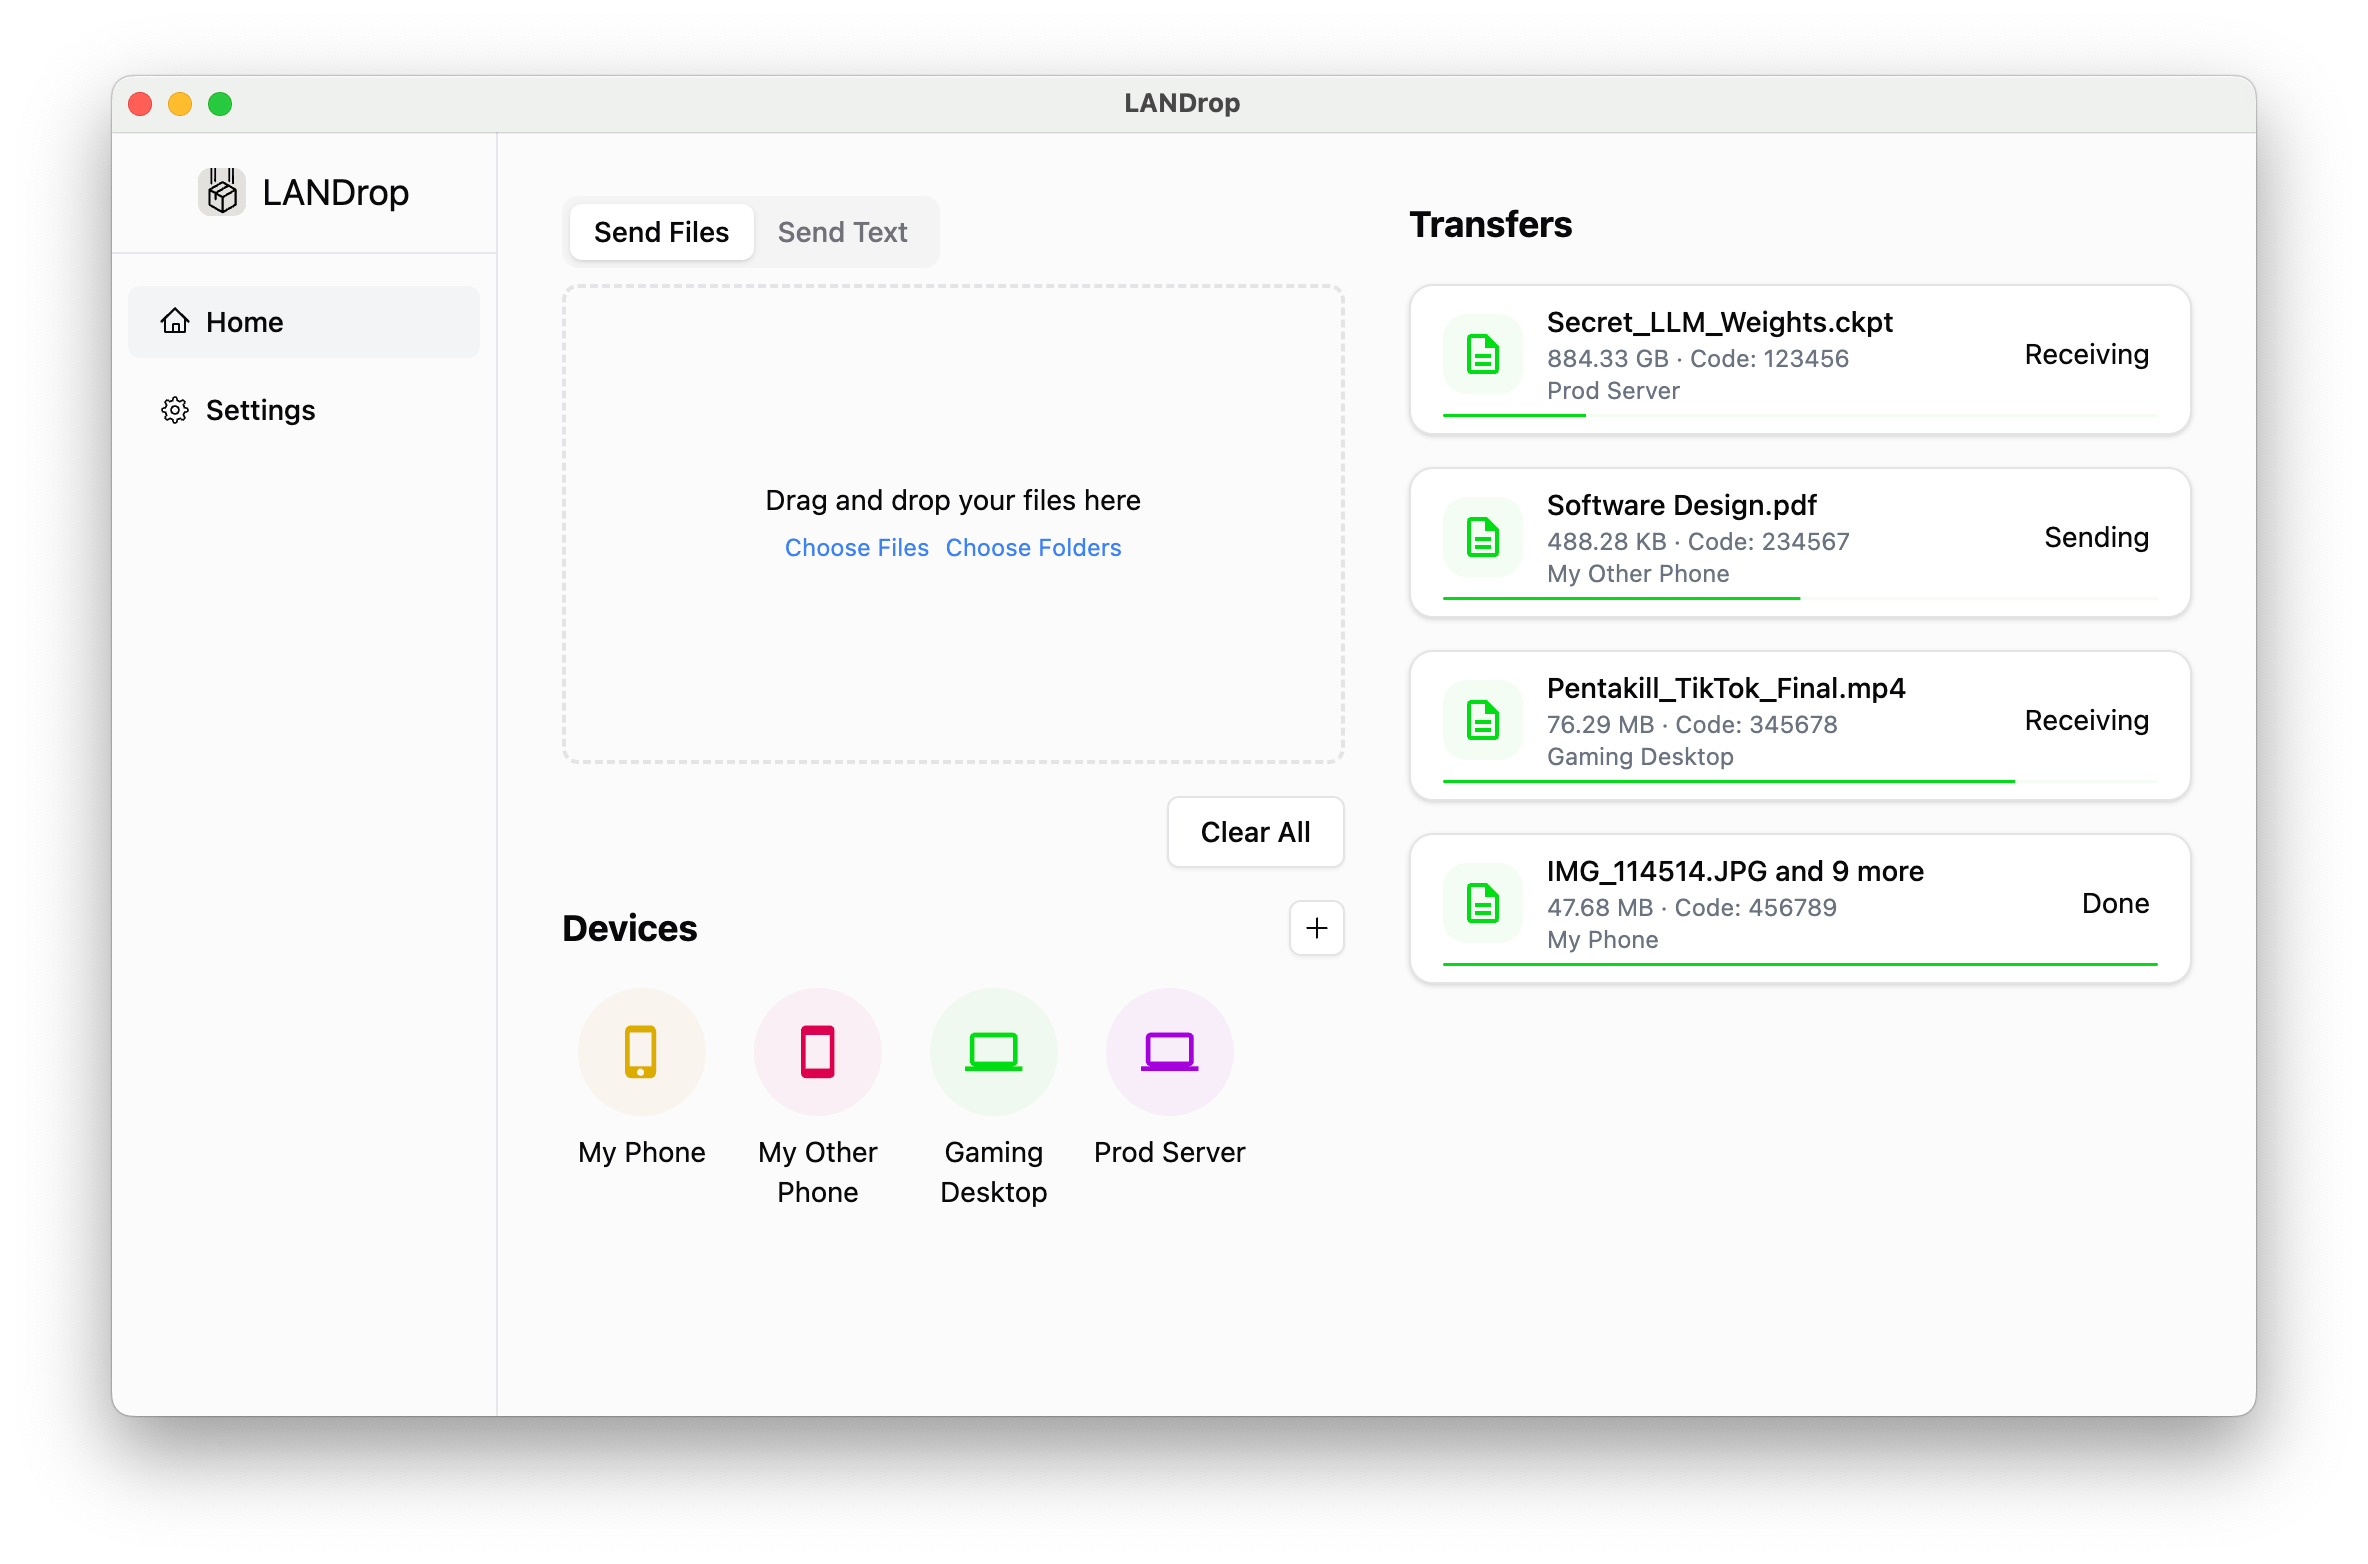 LANDrop
LANDrop
Home
Settings
Send Files
Send Text
Drag and drop your files here
Choose Files Choose Folders
Clear All
Devices
+
My Phone
My Other
Phone
Gaming
Desktop
Prod Server
Transfers
Secret_LLM_Weights.ckpt
884.33 GB · Code: 123456
Prod Server
Receiving
Software Design.pdf
488.28 KB · Code: 234567
My Other Phone
Sending
Pentakill_TikTok_Final.mp4
76.29 MB · Code: 345678
Gaming Desktop
Receiving
IMG_114514.JPG and 9 more
47.68 MB · Code: 456789
My Phone
Done